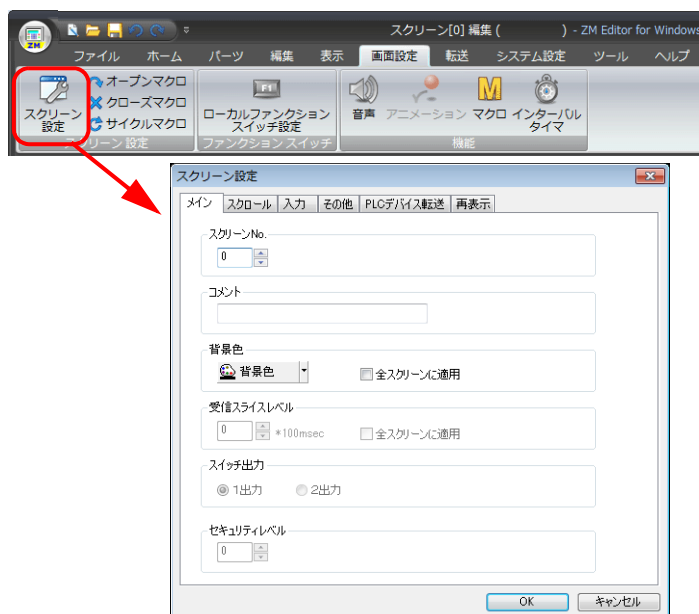 スクリーン[0] 編集 ( ) - ZM Editor for Windows
ZM
ファイル ホーム パーツ 編集 表示 画面設定 転送 システム設定 ツール ヘルプ
スクリーン
設定
オープンマクロ
クローズマクロ
サイクルマクロ
スクリーン 設定
F1
ローカルファンクション
スイッチ設定
ファンクション スイッチ
音声 アニメーション マクロ インターバル
タイマ
機能
スクリーン設定
メイン スクロール 入力 その他 PLCデバイス転送 再表示
スクリーンNo.
0
コメント
背景色
背景色 全スクリーンに適用
受信スライスレベル
0 *100msec 全スクリーンに適用
スイッチ出力
1出力 2出力
セキュリティレベル
0
OK キャンセル